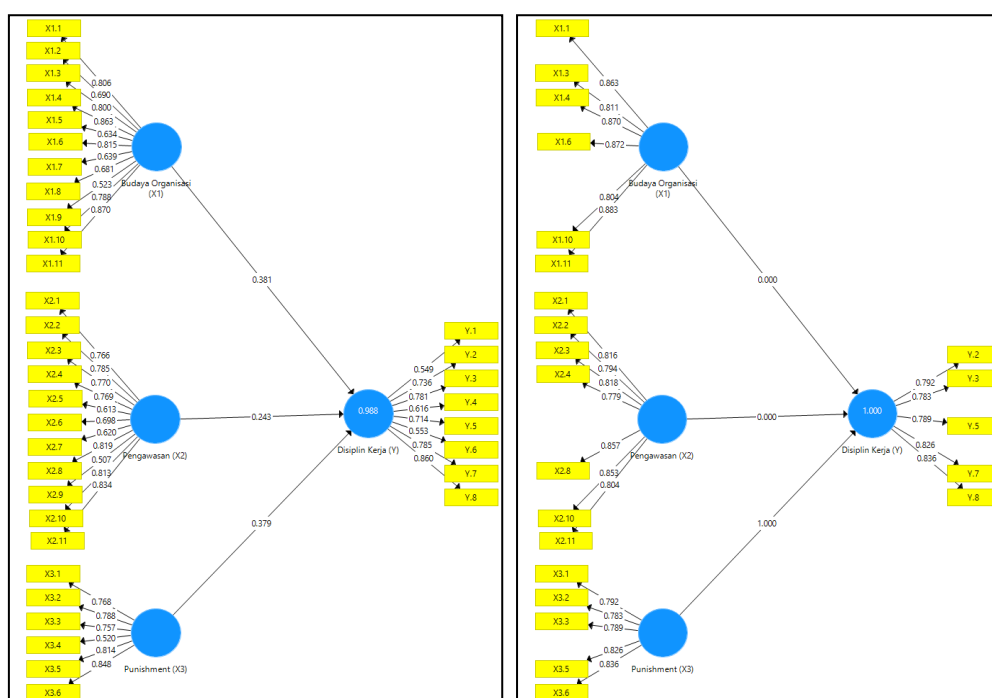 X1.1
X1.2
X1.3
X1.4
X1.5
X1.6
X1.7
X1.8
X1.9
X1.10
X1.11
0.806
0.690
0.800
0.863
0.634
0.815
0.639
0.681
0.523
0.788
0.870
Budaya Organisasi
(X1)
0.381
X2.1
X2.2
X2.3
X2.4
X2.5
X2.6
X2.7
X2.8
X2.9
X2.10
X2.11
0.766
0.785
0.770
0.769
0.613
0.698
0.620
0.819
0.507
0.813
0.834
Pengawasan (X2)
0.243
X3.1
X3.2
X3.3
X3.4
X3.5
X3.6
0.768
0.788
0.757
0.520
0.814
0.848
Punishment (X3)
0.379
0.988
Disiplin Kerja (Y)
0.549
0.736
0.781
0.616
0.714
0.553
0.785
0.860
Y.1
Y.2
Y.3
Y.4
Y.5
Y.6
Y.7
Y.8
X1.1
X1.3
X1.4
X1.6
X1.10
X1.11
0.863
0.811
0.870
0.872
0.804
0.883
Budaya Organisasi
(X1)
0.000
X2.1
X2.2
X2.3
X2.4
X2.8
X2.10
X2.11
0.816
0.794
0.818
0.779
0.857
0.853
0.804
Pengawasan (X2)
0.000
X3.1
X3.2
X3.3
X3.5
X3.6
0.792
0.783
0.789
0.826
0.836
Punishment (X3)
1.000
1.000
Disiplin Kerja (Y)
0.792
0.783
0.789
0.826
0.836
Y.2
Y.3
Y.5
Y.7
Y.8